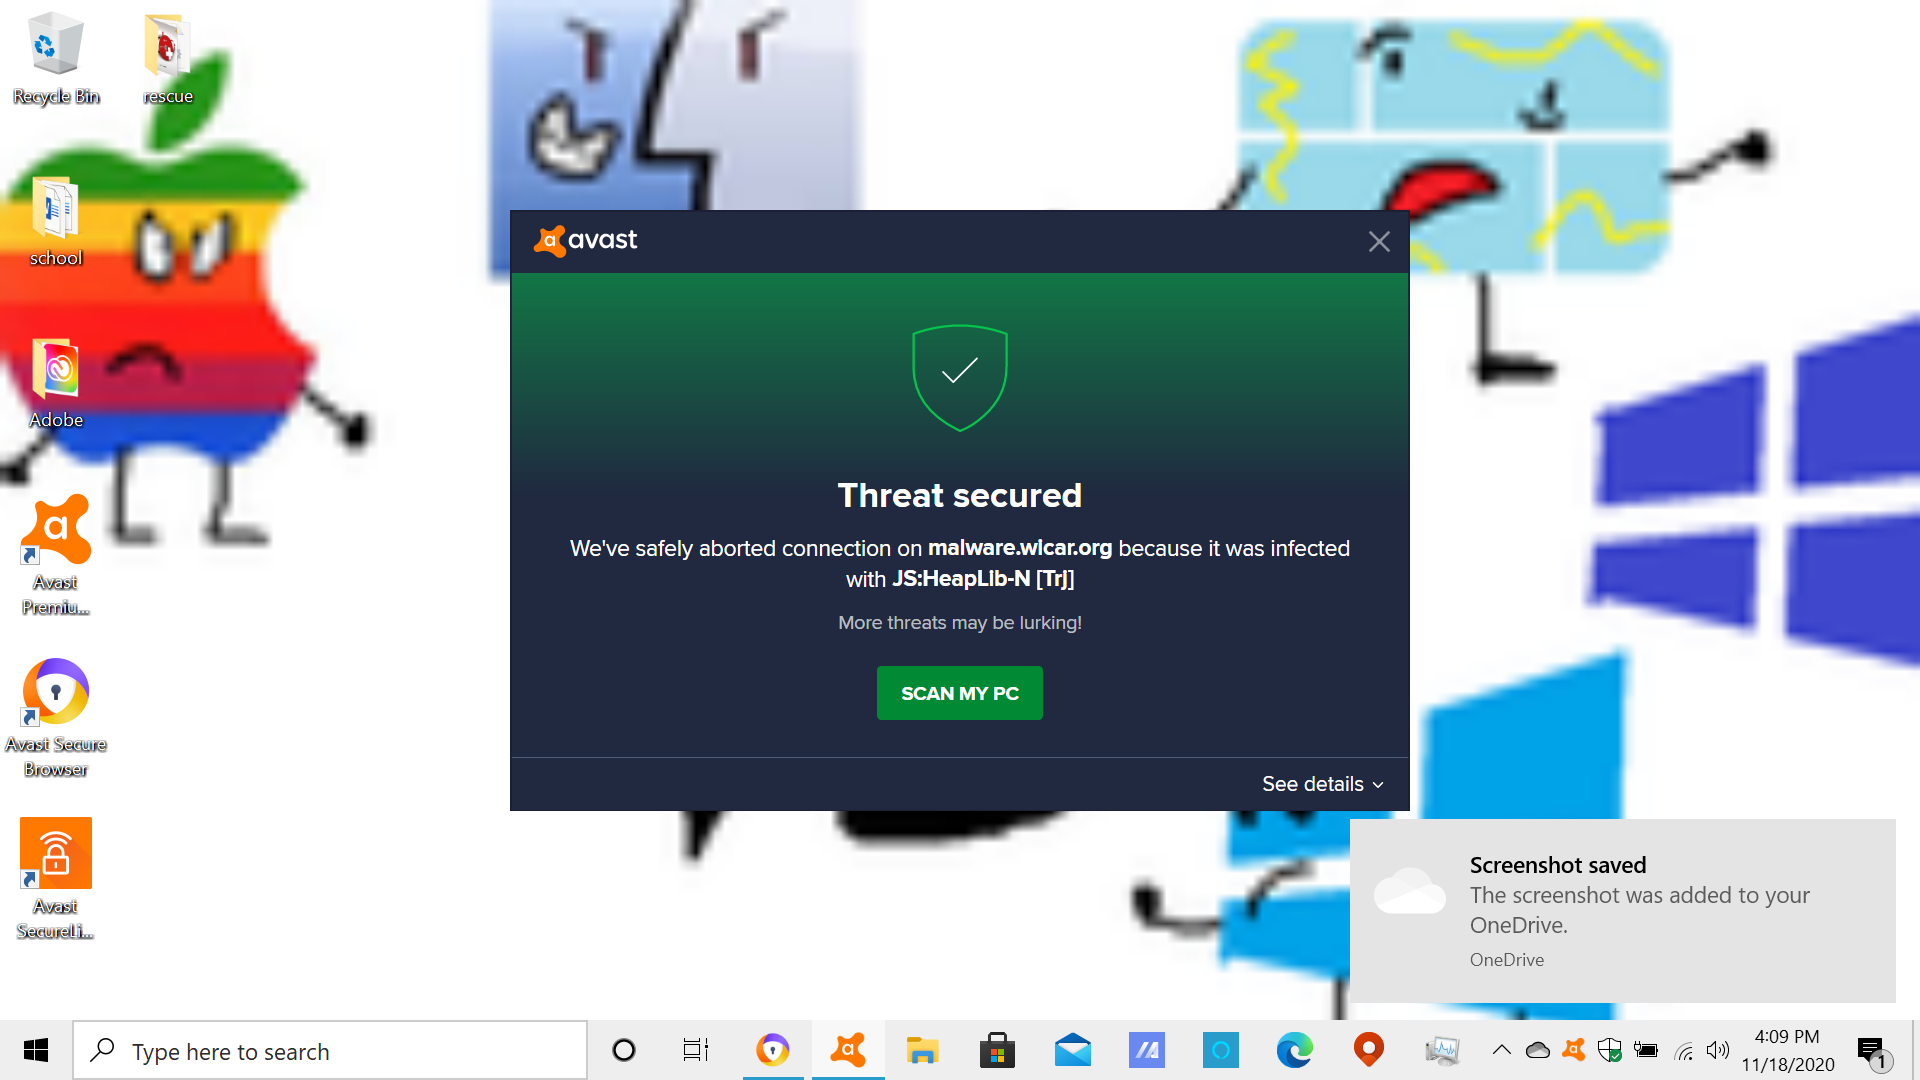 Recycle Bin
rescue
school
Adobe
Avast
Premiu...
Avast Secure
Browser
Avast
SecureLi...
avast
Threat secured
We've safely aborted connection on malware.wicar.org because it was infected
with JS:HeapLib-N [Trj]
More threats may be lurking!
SCAN MY PC
See details
Screenshot saved
The screenshot was added to your
OneDrive.
OneDrive
Type here to search
4:09 PM
11/18/2020
1